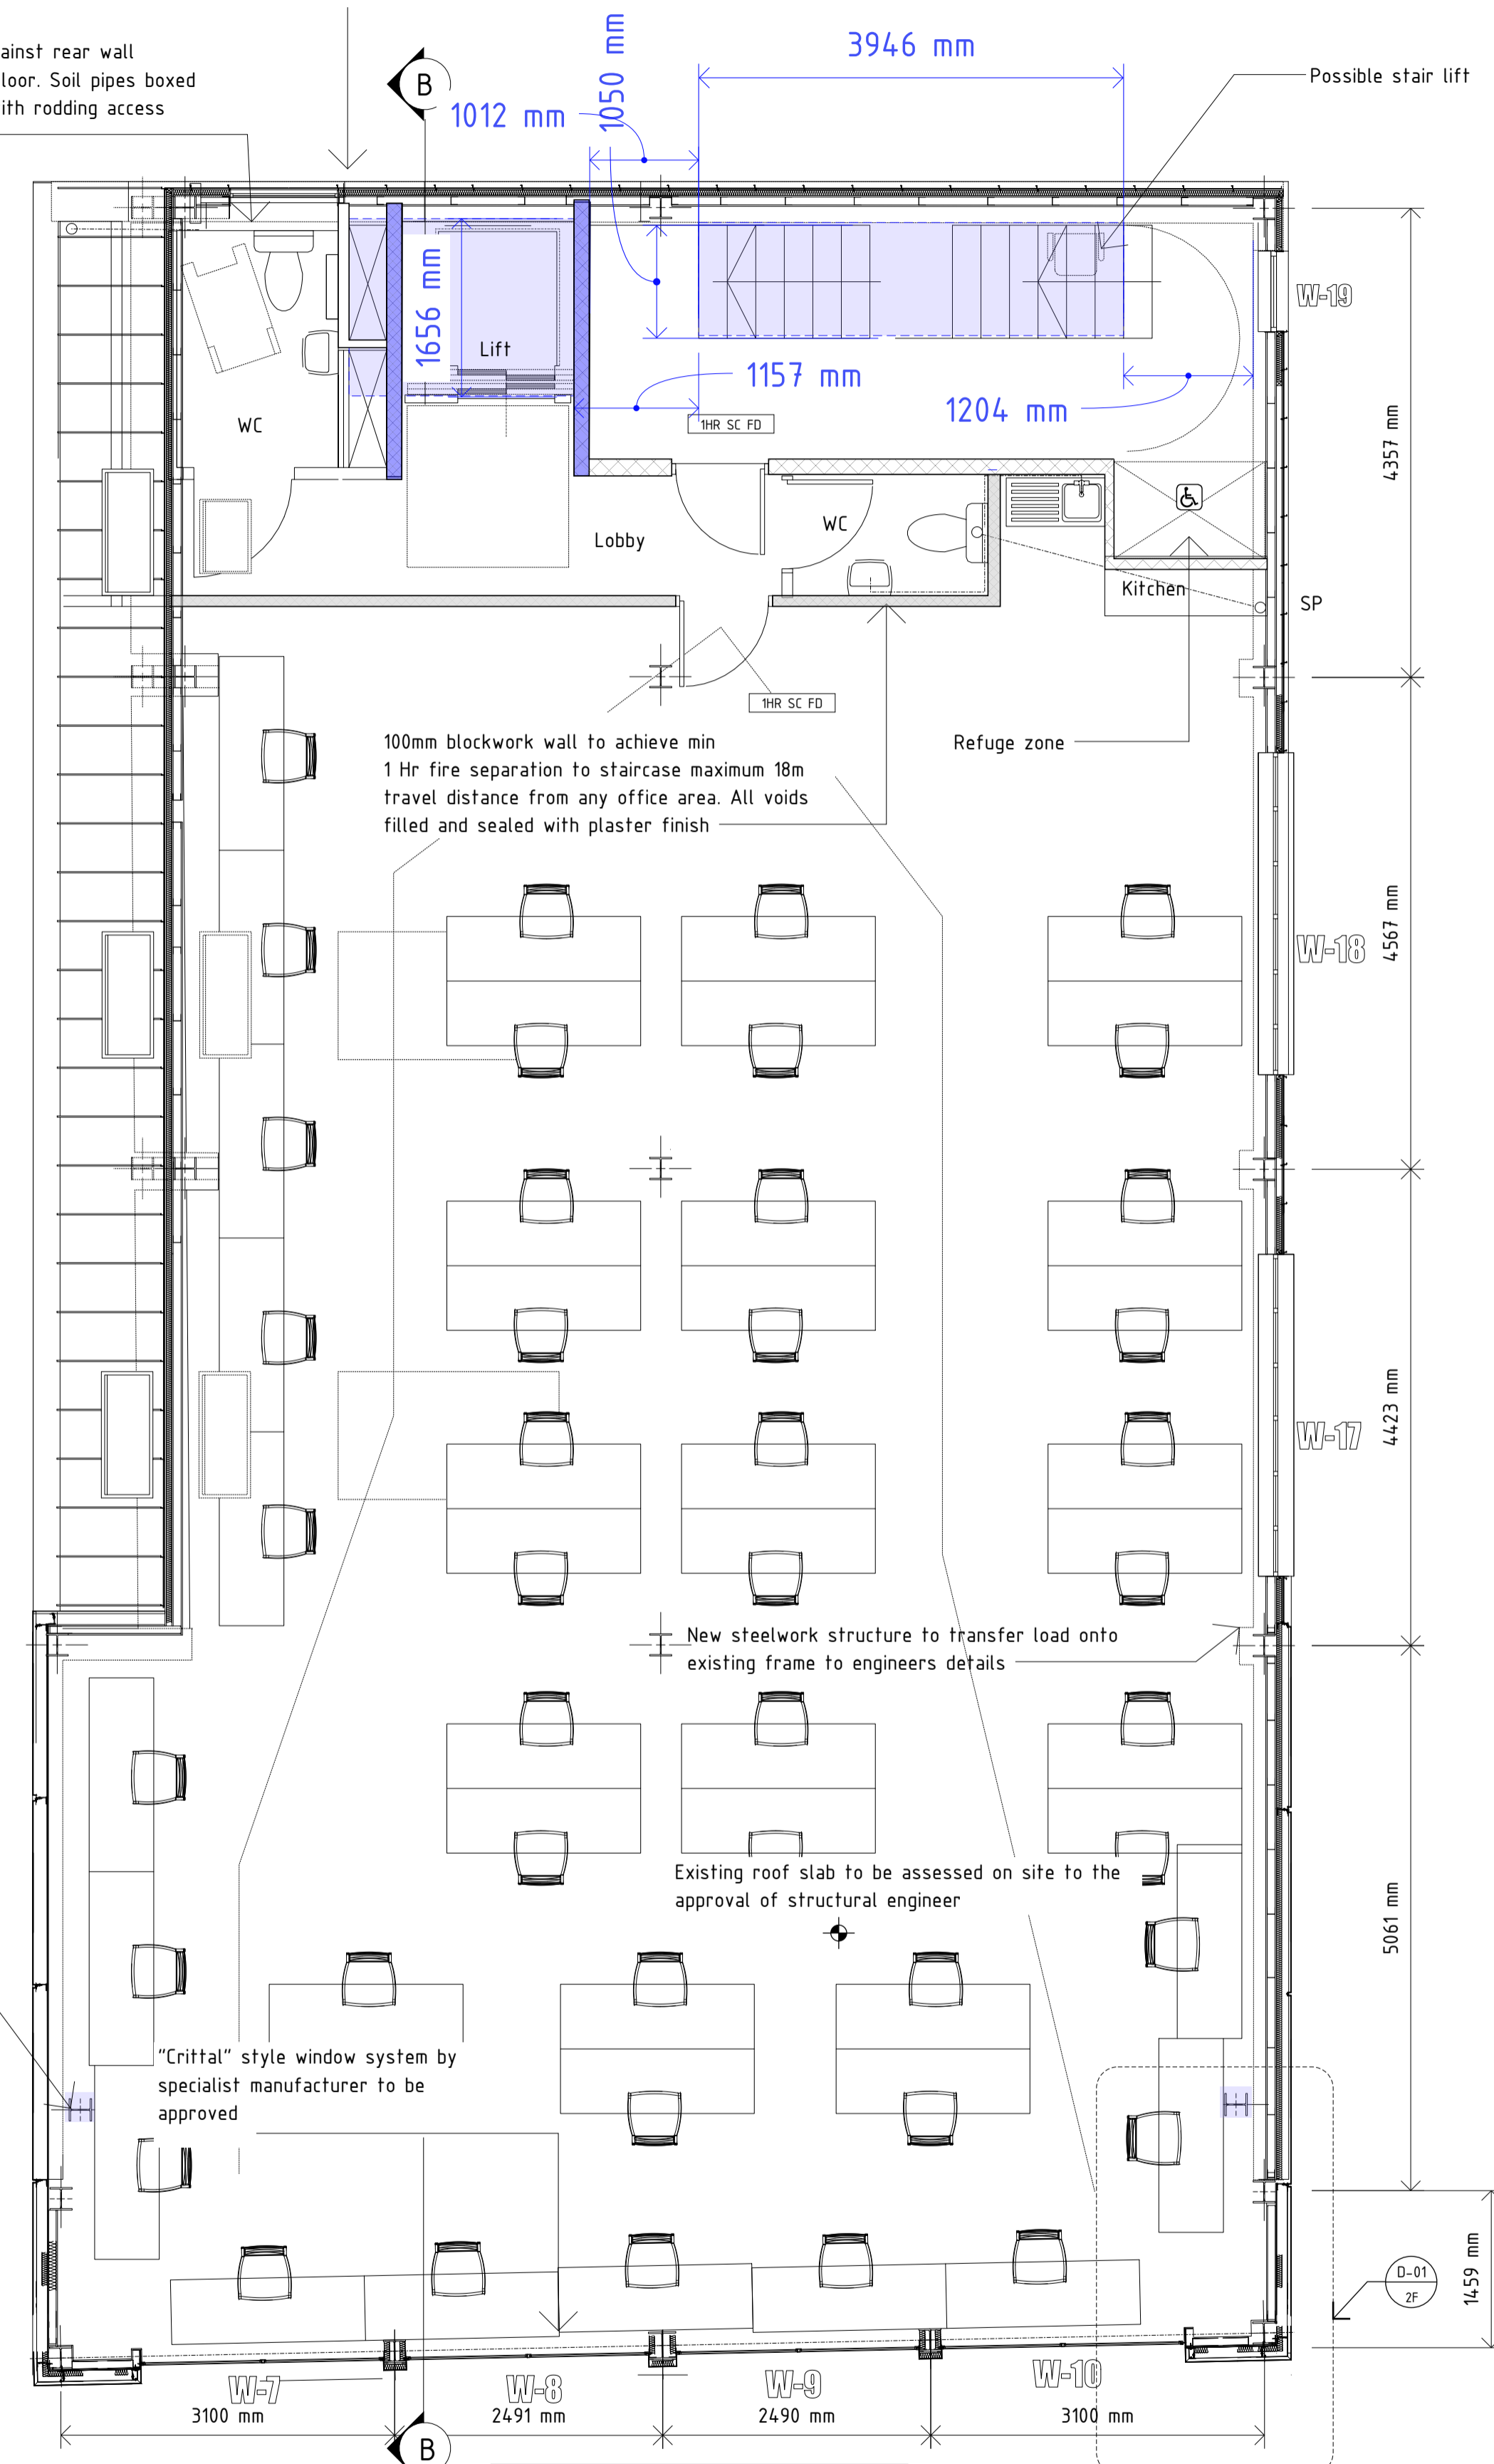 ainst rear wall
loor. Soil pipes boxed
ith rodding access
B
1012 mm
1050 mm
3946 mm
Possible stair lift
W-19
1656 mm
Lift
1157 mm
1204 mm
1HR SC FD
WC
4357 mm
WC
Lobby
Kitchen
SP
1HR SC FD
100mm blockwork wall to achieve min
1 Hr fire separation to staircase maximum 18m
travel distance from any office area. All voids
filled and sealed with plaster finish
Refuge zone
W-18
4567 mm
W-17
4423 mm
New steelwork structure to transfer load onto
existing frame to engineers details
Existing roof slab to be assessed on site to the
approval of structural engineer
5061 mm
"Crittal" style window system by
specialist manufacturer to be
approved
D-01
2F
1459 mm
W-7
W-8
W-9
W-10
3100 mm
2491 mm
2490 mm
3100 mm
B